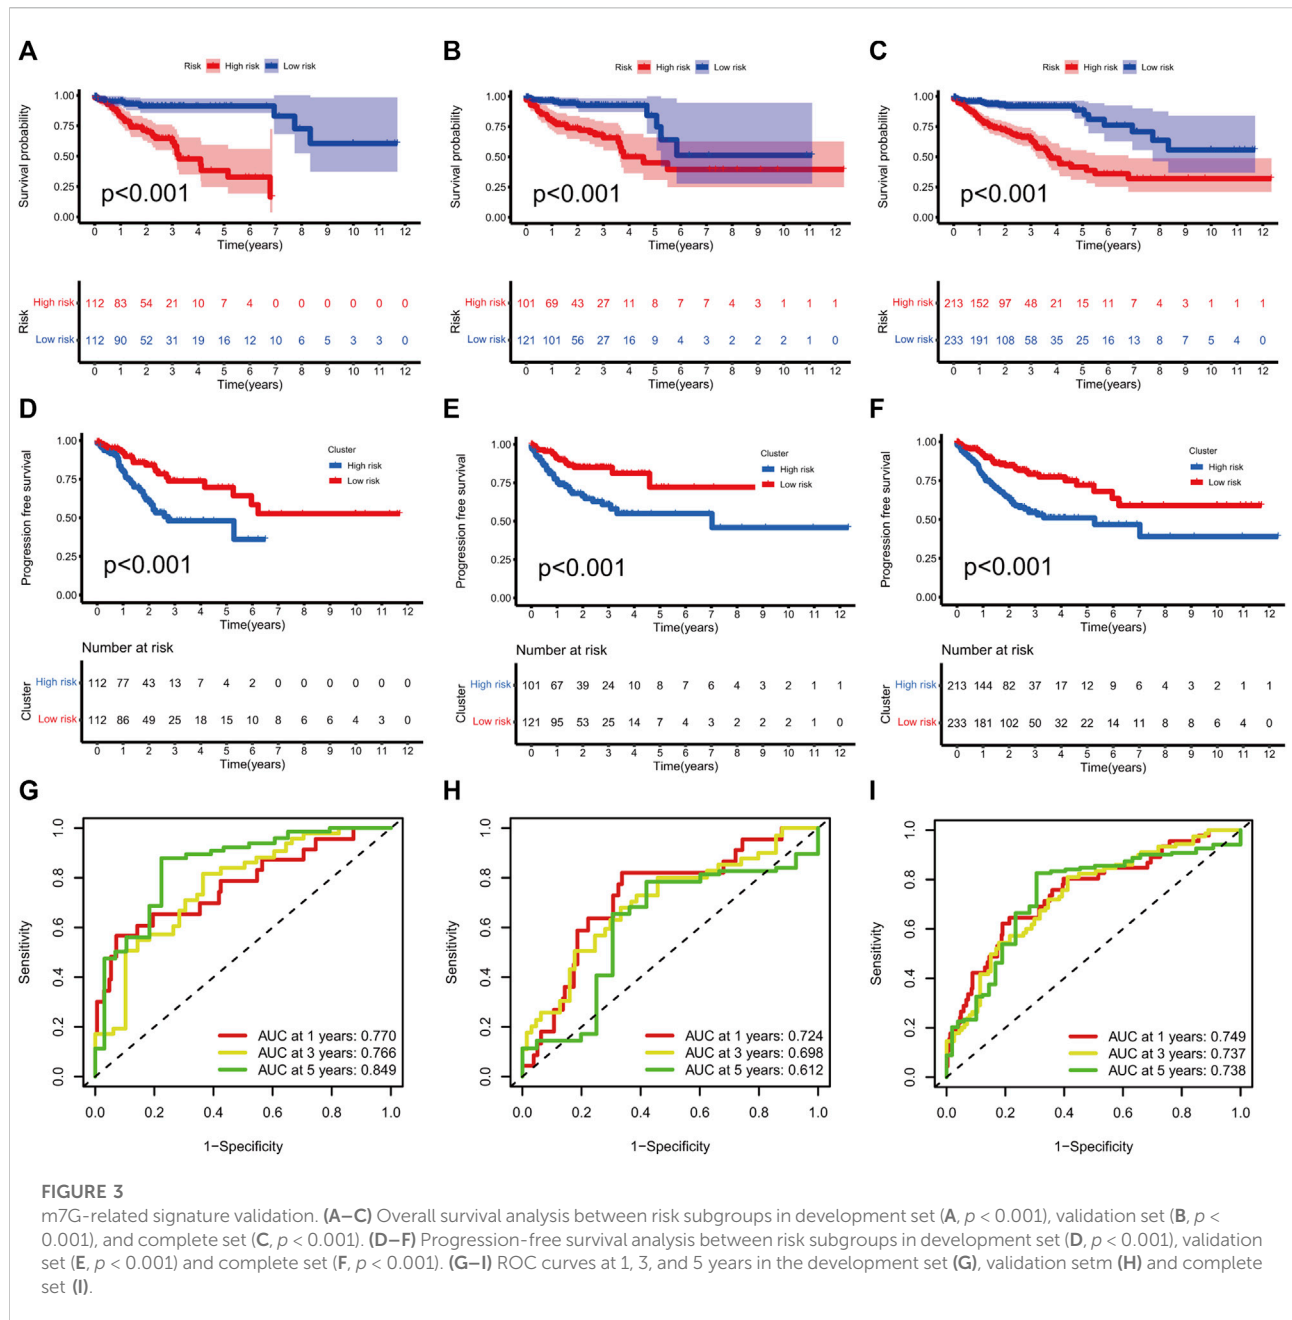 A
Risk High risk Low risk
Survival probability
1.00
0.75
0.50
0.25
0.00
p<0.001
0 1 2 3 4 5 6 7 8 9 10 11 12
Time(years)
Risk
High risk 112 83 54 21 10 7 4 0 0 0 0 0 0
Low risk 112 90 52 31 19 16 12 10 6 5 3 3 0
0 1 2 3 4 5 6 7 8 9 10 11 12
Time(years)
B
Risk High risk Low risk
Survival probability
1.00
0.75
0.50
0.25
0.00
p<0.001
0 1 2 3 4 5 6 7 8 9 10 11 12
Time(years)
Risk
High risk 101 69 43 27 11 8 7 7 4 3 1 1 1
Low risk 121 101 56 27 16 9 4 3 2 2 2 1 0
0 1 2 3 4 5 6 7 8 9 10 11 12
Time(years)
C
Risk High risk Low risk
Survival probability
1.00
0.75
0.50
0.25
0.00
p<0.001
0 1 2 3 4 5 6 7 8 9 10 11 12
Time(years)
Risk
High risk 213 152 97 48 21 15 11 7 4 3 1 1 1
Low risk 233 191 108 58 35 25 16 13 8 7 5 4 0
0 1 2 3 4 5 6 7 8 9 10 11 12
Time(years)
D
Progression free survival
1.00
0.75
0.50
0.25
0.00
Cluster
High risk
Low risk
p<0.001
0 1 2 3 4 5 6 7 8 9 10 11 12
Time(years)
Number at risk
Cluster
High risk 112 77 43 13 7 4 2 0 0 0 0 0 0
Low risk 112 86 49 25 18 15 10 8 6 6 4 3 0
0 1 2 3 4 5 6 7 8 9 10 11 12
Time(years)
E
Progression free survival
1.00
0.75
0.50
0.25
0.00
Cluster
High risk
Low risk
p<0.001
0 1 2 3 4 5 6 7 8 9 10 11 12
Time(years)
Number at risk
Cluster
High risk 101 67 39 24 10 8 7 6 4 3 2 1 1
Low risk 121 95 53 25 14 7 4 3 2 2 2 1 0
0 1 2 3 4 5 6 7 8 9 10 11 12
Time(years)
F
Progression free survival
1.00
0.75
0.50
0.25
0.00
Cluster
High risk
Low risk
p<0.001
0 1 2 3 4 5 6 7 8 9 10 11 12
Time(years)
Number at risk
Cluster
High risk 213 144 82 37 17 12 9 6 4 3 2 1 1
Low risk 233 181 102 50 32 22 14 11 8 8 6 4 0
0 1 2 3 4 5 6 7 8 9 10 11 12
Time(years)
G
Sensitivity
1.0
0.8
0.6
0.4
0.2
0.0
AUC at 1 years: 0.770
AUC at 3 years: 0.766
AUC at 5 years: 0.849
0.0 0.2 0.4 0.6 0.8 1.0
1−Specificity
H
Sensitivity
1.0
0.8
0.6
0.4
0.2
0.0
AUC at 1 years: 0.724
AUC at 3 years: 0.698
AUC at 5 years: 0.612
0.0 0.2 0.4 0.6 0.8 1.0
1−Specificity
I
Sensitivity
1.0
0.8
0.6
0.4
0.2
0.0
AUC at 1 years: 0.749
AUC at 3 years: 0.737
AUC at 5 years: 0.738
0.0 0.2 0.4 0.6 0.8 1.0
1−Specificity
FIGURE 3
m7G-related signature validation. (A–C) Overall survival analysis between risk subgroups in development set (A, p < 0.001), validation set (B, p <
0.001), and complete set (C, p < 0.001). (D–F) Progression-free survival analysis between risk subgroups in development set (D, p < 0.001), validation
set (E, p < 0.001) and complete set (F, p < 0.001). (G–I) ROC curves at 1, 3, and 5 years in the development set (G), validation setm (H) and complete
set (I).